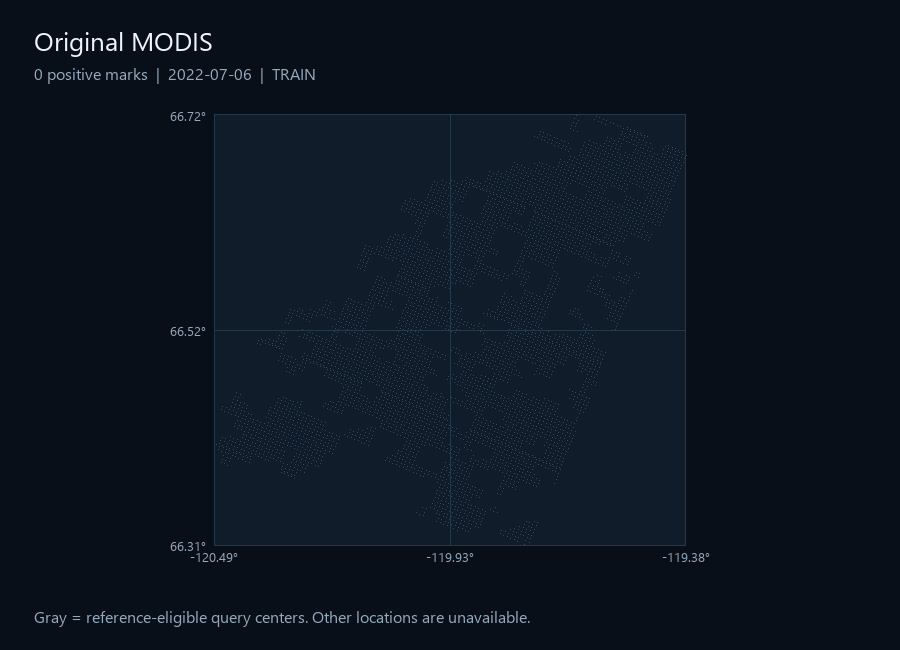 Original MODIS
0 positive marks | 2022-07-06 | TRAIN
66.72°
66.52°
66.31°
-120.49°
-119.93°
-119.38°
Gray = reference-eligible query centers. Other locations are unavailable.